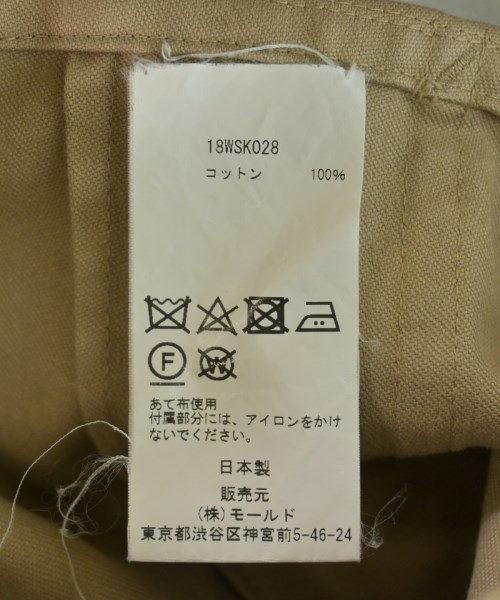 18WSK028
コットン 100%
F
W
あて布使用
付属部分には、アイロンをかけ
ないでください。
日本製
販売元
(株)モールド
東京都渋谷区神宮前5-46-24